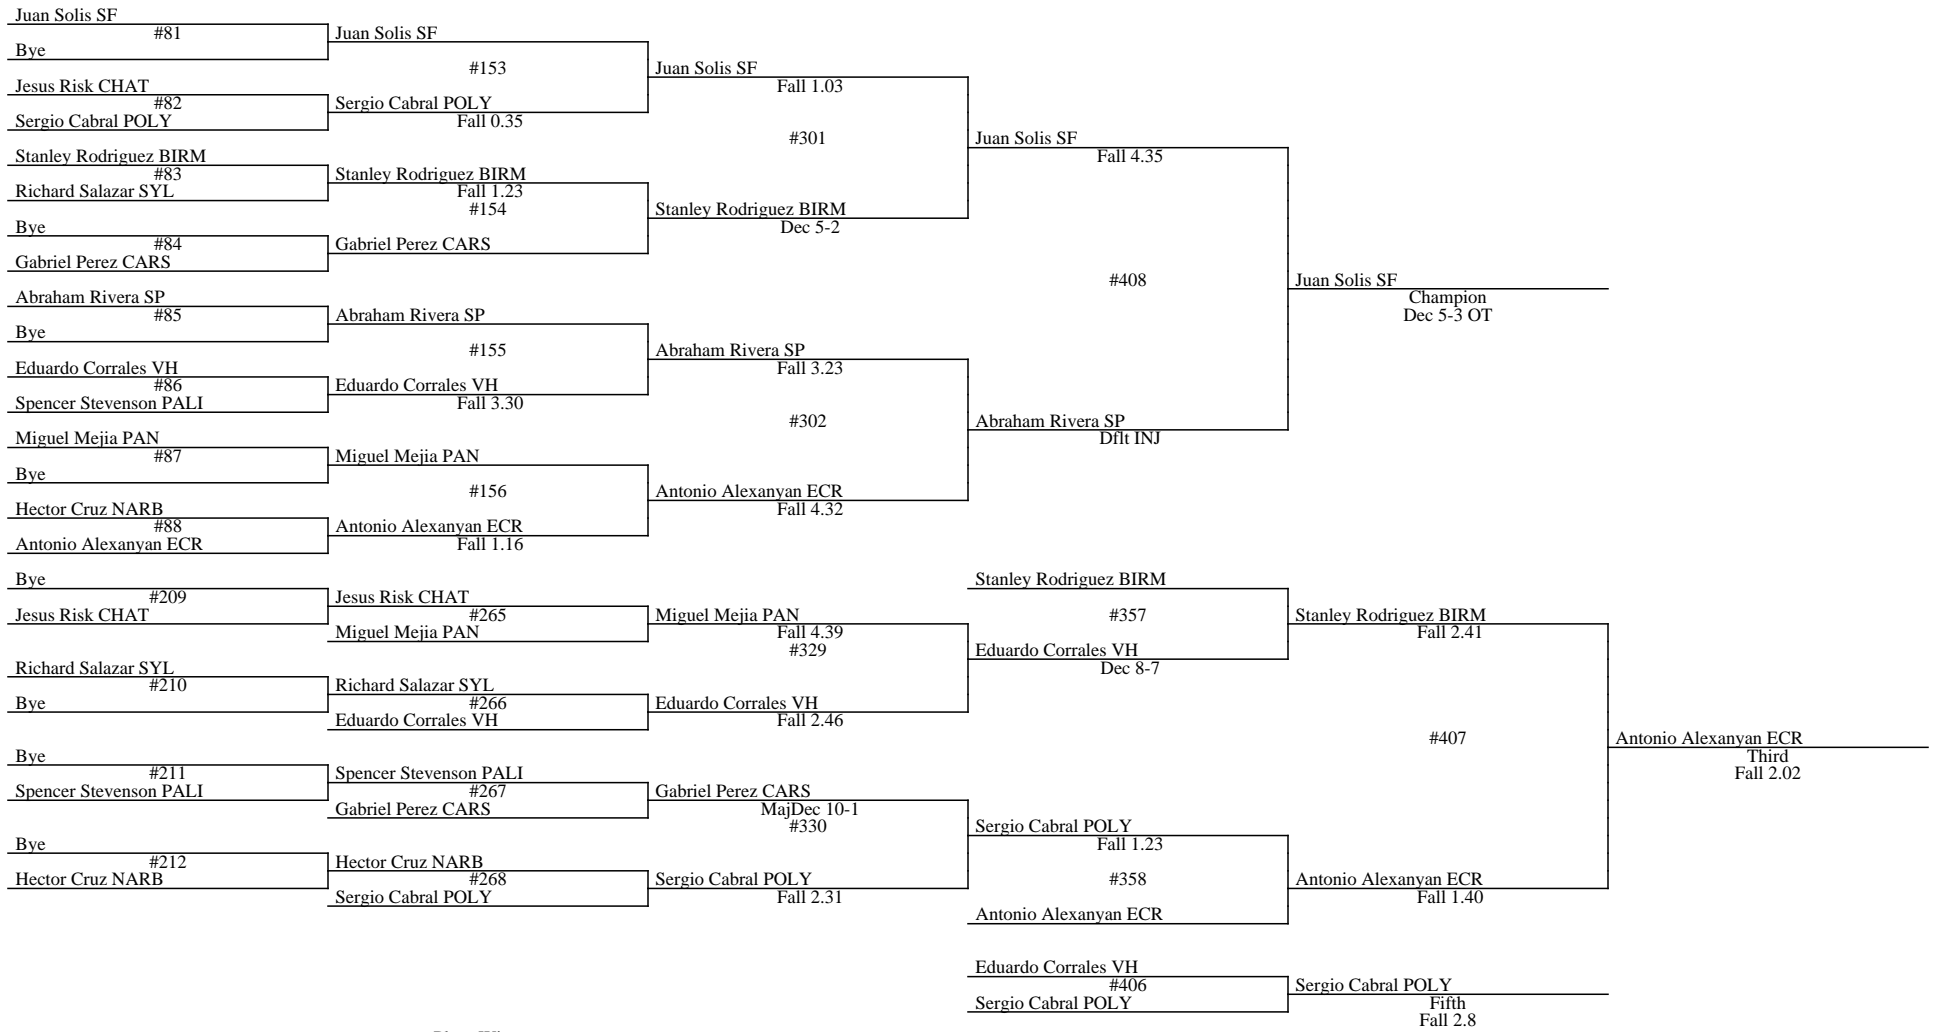 Juan Solis SF
#81
Bye
Jesus Risk CHAT
#82
Sergio Cabral POLY
Stanley Rodriguez BIRM
#83
Richard Salazar SYL
Bye
#84
Gabriel Perez CARS
Abraham Rivera SP
#85
Bye
Eduardo Corrales VH
#86
Spencer Stevenson PALI
Miguel Mejia PAN
#87
Bye
Hector Cruz NARB
#88
Antonio Alexanyan ECR
Juan Solis SF
#153
Sergio Cabral POLY
Fall 0.35
Stanley Rodriguez BIRM
Fall 1.23
#154
Gabriel Perez CARS
Abraham Rivera SP
#155
Eduardo Corrales VH
Fall 3.30
Miguel Mejia PAN
#156
Antonio Alexanyan ECR
Fall 1.16
Juan Solis SF
Fall 1.03
#301
Stanley Rodriguez BIRM
Dec 5-2
Abraham Rivera SP
Fall 3.23
#302
Antonio Alexanyan ECR
Fall 4.32
Juan Solis SF
Fall 4.35
#408
Abraham Rivera SP
Dflt INJ
Juan Solis SF
Champion
Dec 5-3 OT
Bye
#209
Jesus Risk CHAT
Richard Salazar SYL
#210
Bye
Bye
#211
Spencer Stevenson PALI
Bye
#212
Hector Cruz NARB
Jesus Risk CHAT
#265
Miguel Mejia PAN
Richard Salazar SYL
#266
Eduardo Corrales VH
Spencer Stevenson PALI
#267
Gabriel Perez CARS
Hector Cruz NARB
#268
Sergio Cabral POLY
Miguel Mejia PAN
Fall 4.39
#329
Eduardo Corrales VH
Fall 2.46
Gabriel Perez CARS
MajDec 10-1
#330
Sergio Cabral POLY
Fall 2.31
Stanley Rodriguez BIRM
#357
Eduardo Corrales VH
Dec 8-7
Sergio Cabral POLY
Fall 1.23
#358
Antonio Alexanyan ECR
Stanley Rodriguez BIRM
Fall 2.41
#407
Antonio Alexanyan ECR
Fall 1.40
Antonio Alexanyan ECR
Third
Fall 2.02
Eduardo Corrales VH
#406
Sergio Cabral POLY
Sergio Cabral POLY
Fifth
Fall 2.8